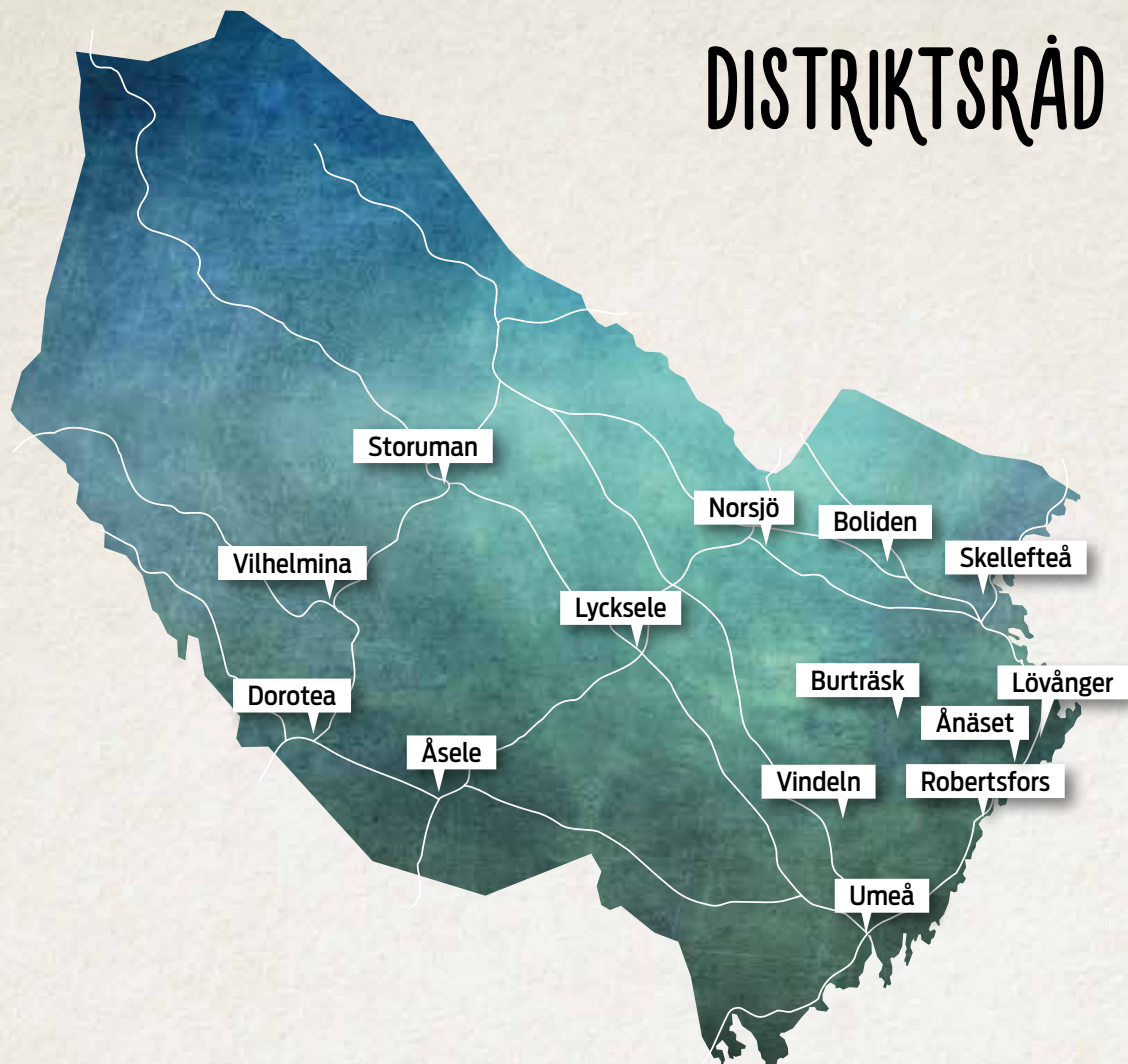 DISTRIKTSRÅD
Storuman
Norsjö
Boliden
Skellefteå
Vilhelmina
Lycksele
Burträsk
Lövånger
Dorotea
Ånäset
Åsele
Vindeln
Robertsfors
Umeå